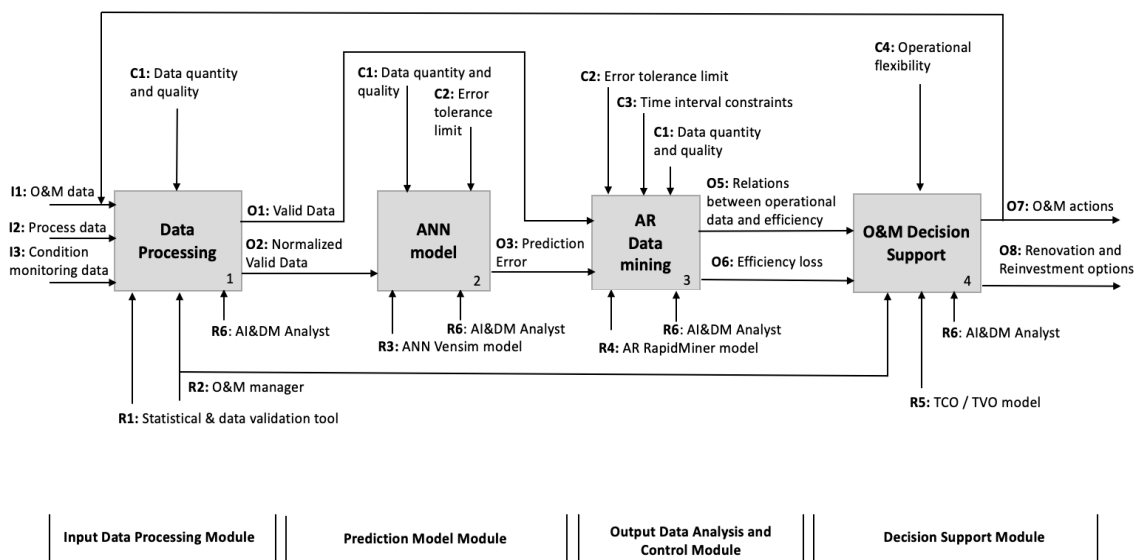 C1: Data quantity
and quality
C1: Data quantity and
quality
C2: Error
tolerance
limit
C2: Error tolerance limit
C3: Time interval constraints
C1: Data quantity
and quality
C4: Operational
flexibility
I1: O&M data
I2: Process data
I3: Condition
monitoring data
Data
Processing
1
O1: Valid Data
O2: Normalized
Valid Data
ANN
model
2
O3: Prediction
Error
AR
Data
mining
3
O5: Relations
between operational
data and efficiency
O6: Efficiency loss
O&M Decision
Support
4
O7: O&M actions
O8: Renovation and
Reinvestment options
R6: AI&DM Analyst
R6: AI&DM Analyst
R3: ANN Vensim model
R6: AI&DM Analyst
R4: AR RapidMiner model
R6: AI&DM Analyst
R2: O&M manager
R1: Statistical & data validation tool
R5: TCO / TVO model
Input Data Processing Module
Prediction Model Module
Output Data Analysis and
Control Module
Decision Support Module